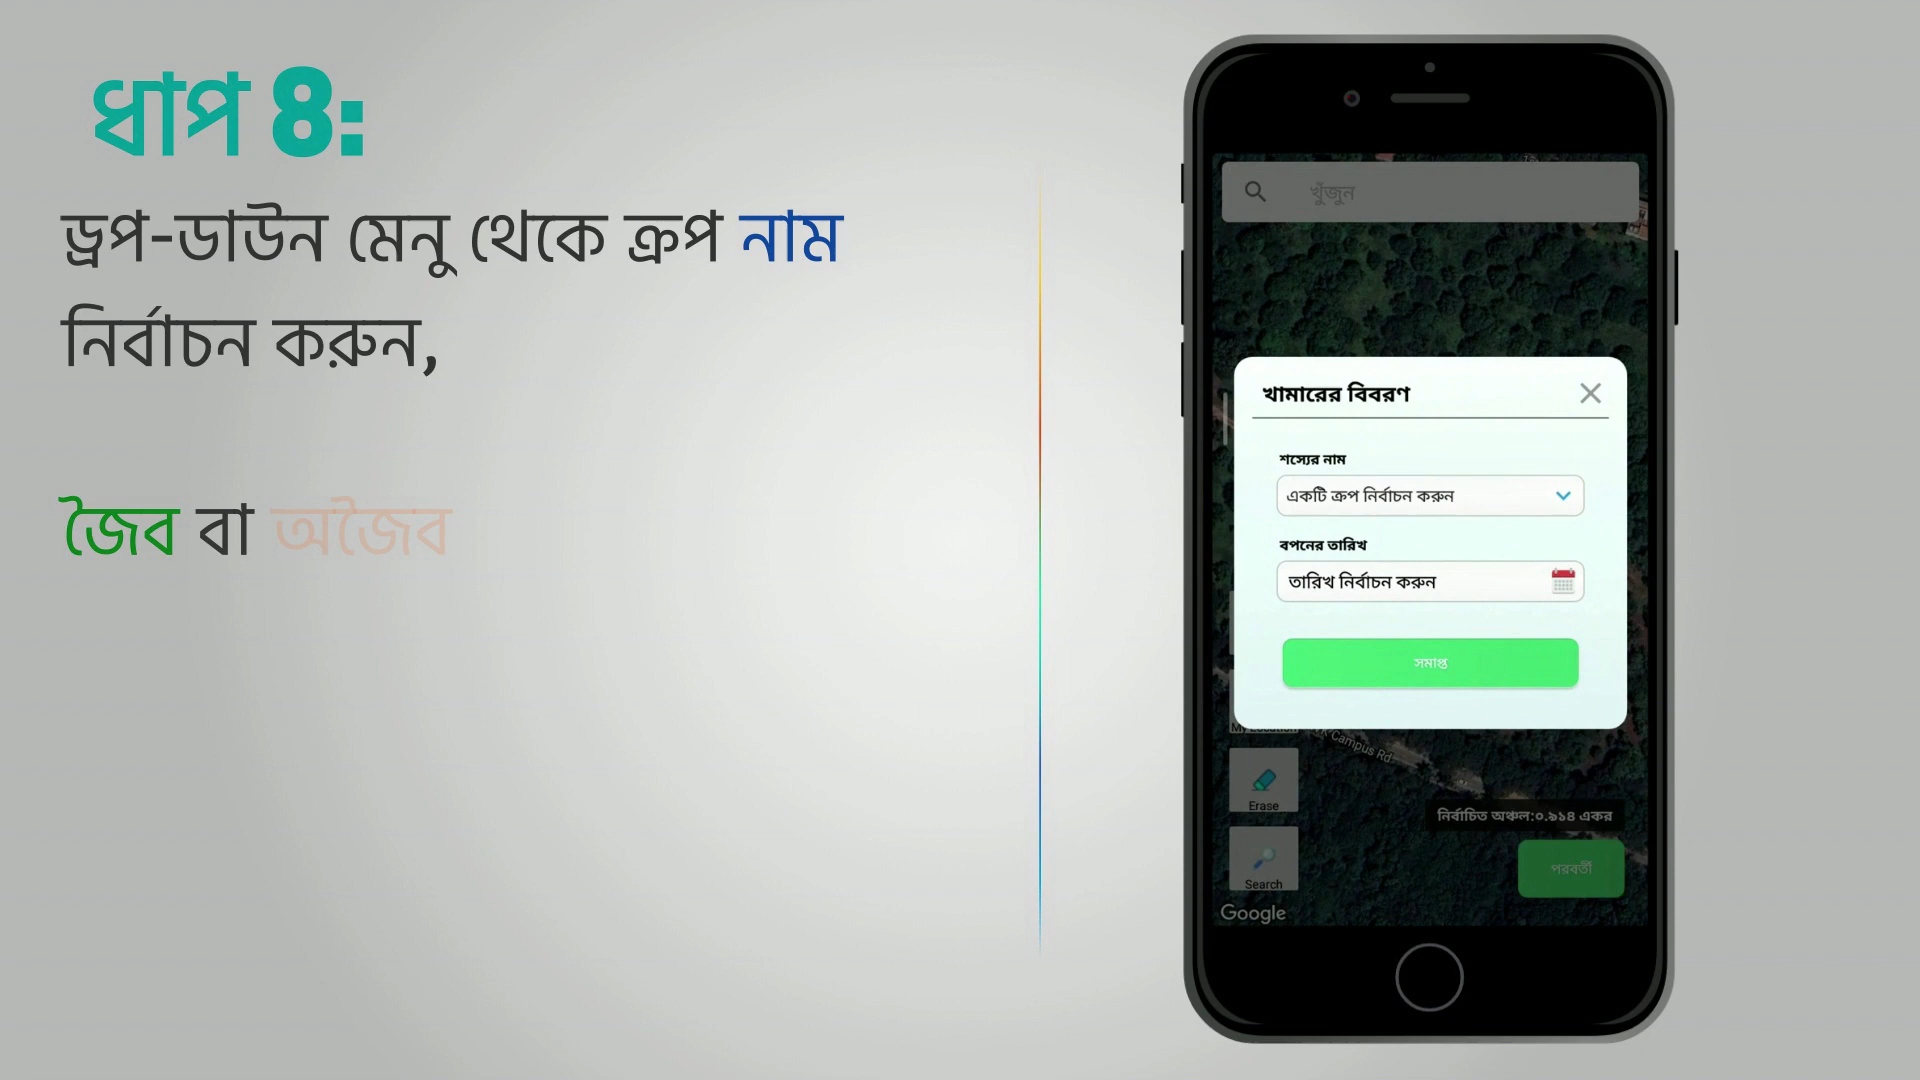 ধাপ 8:
ড্রপ-ডাউন মেনু থেকে ক্রপ নাম
নির্বাচন করুন,
জৈব বা অজৈব
খুঁজুন
খামারের বিবরণ
শস্যের নাম
একটি ক্রপ নির্বাচন করুন
বপনের তারিখ
তারিখ নির্বাচন করুন
সমাপ্ত
Campus Rd
Erase
নির্বাচিত অঞ্চল:০.৯১৪ একর
Search
পরবর্তী
Google